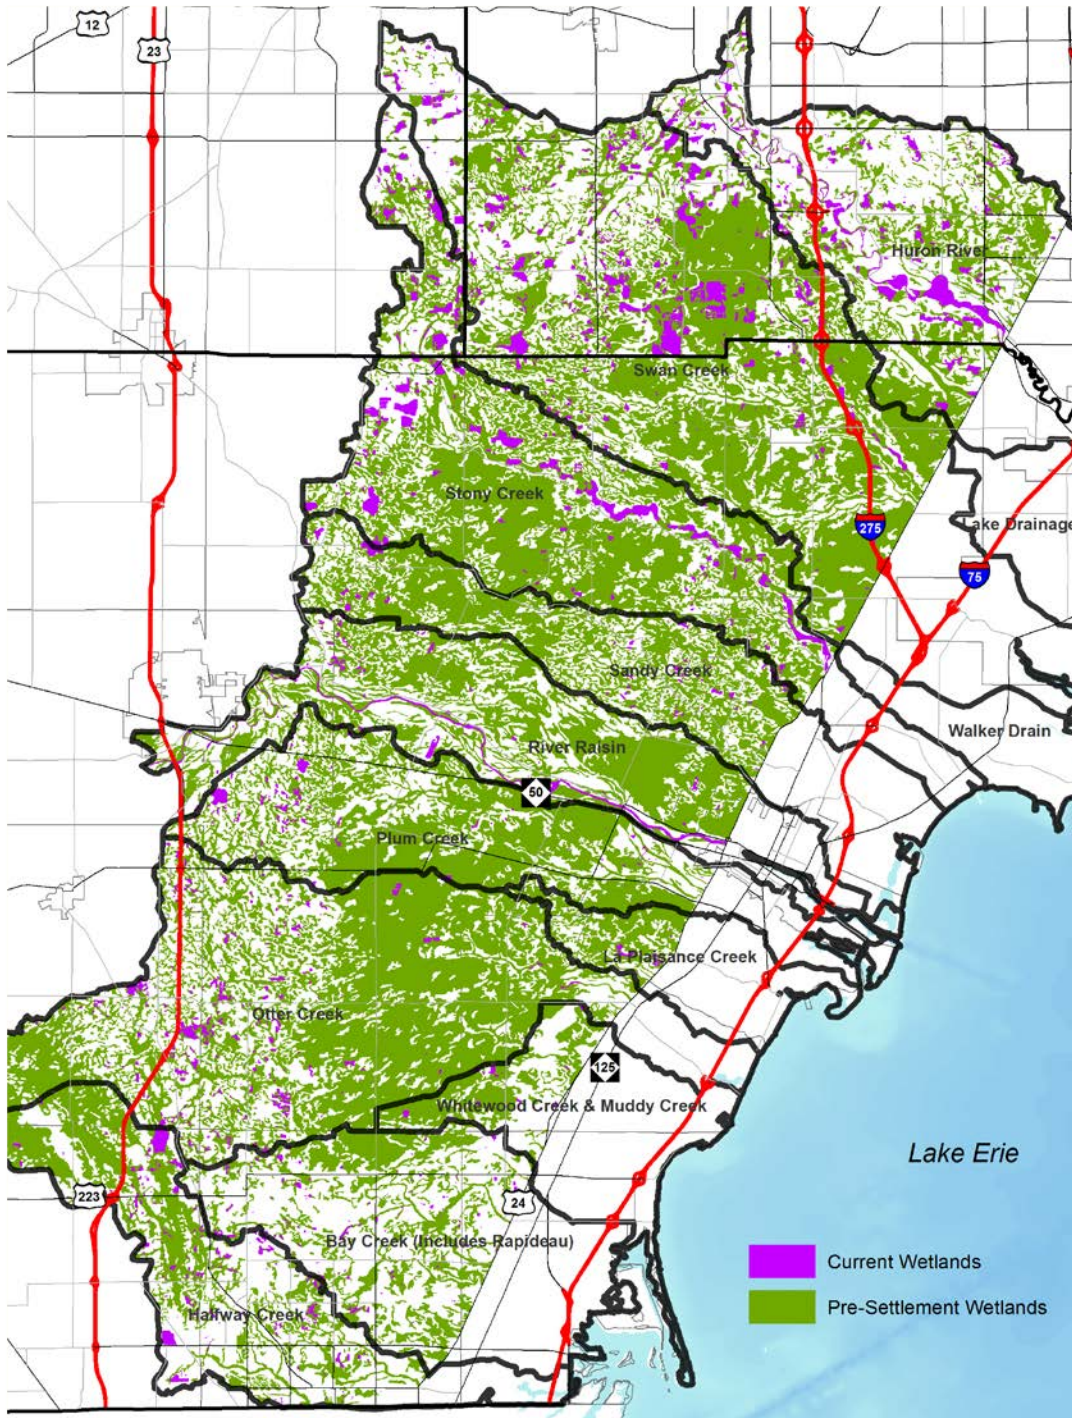 12
23
Huron River
Swan Creek
Stony Creek
275
Lake Drainage
75
Sandy Creek
Walker Drain
River Raisin
50
Plum Creek
La Plaisance Creek
Otter Creek
125
Whitewood Creek & Muddy Creek
Lake Erie
223
24
Bay Creek (Includes Rapideau)
Current Wetlands
Pre-Settlement Wetlands
Halfway Creek